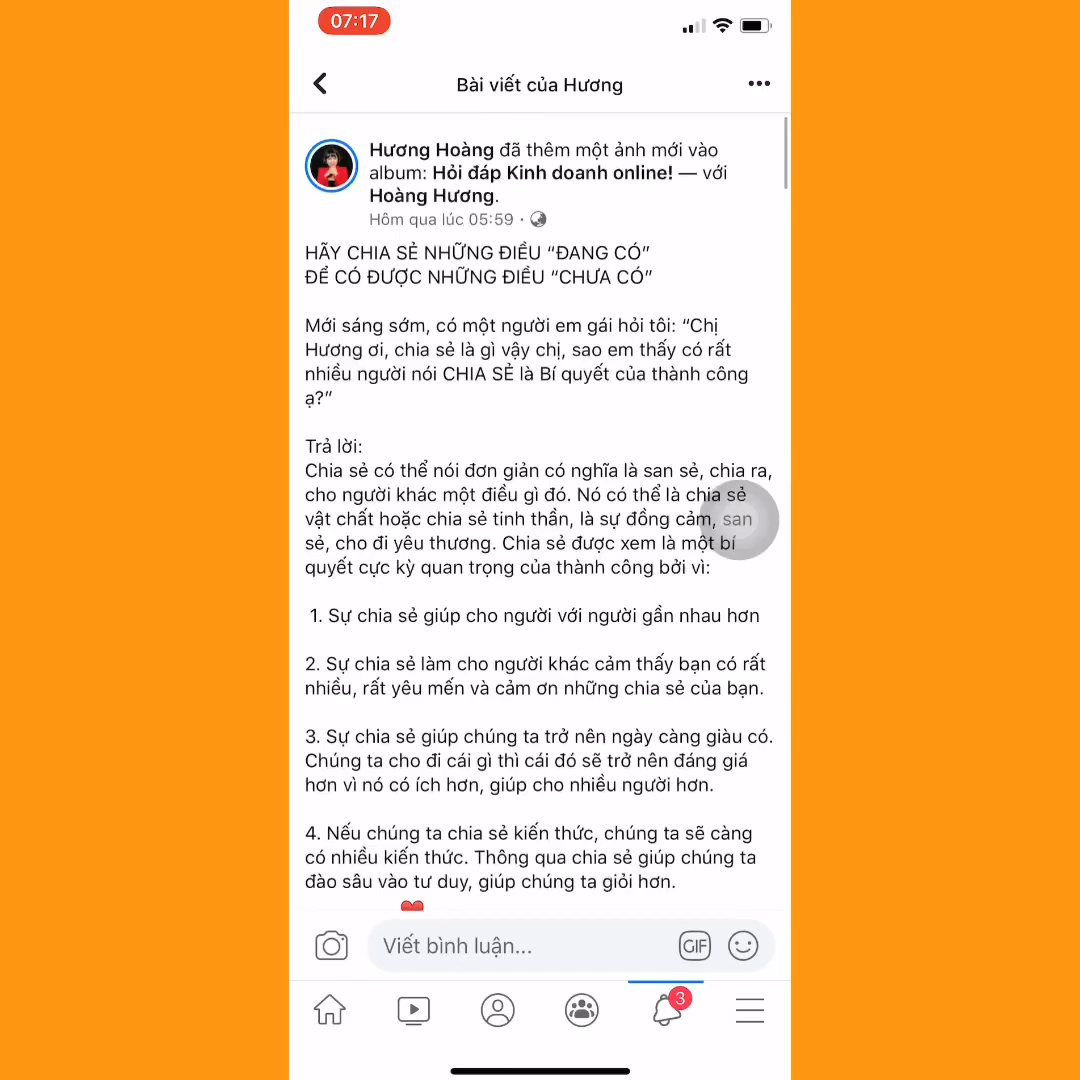 07:17
Bài viết của Hương
Hương Hoàng đã thêm một ảnh mới vào
album: Hỏi đáp Kinh doanh online! — với
Hoàng Hương.
Hôm qua lúc 05:59 ·
HÃY CHIA SẺ NHỮNG ĐIỀU “ĐANG CÓ”
ĐỂ CÓ ĐƯỢC NHỮNG ĐIỀU “CHƯA CÓ”
Mới sáng sớm, có một người em gái hỏi tôi: “Chị
Hương ơi, chia sẻ là gì vậy chị, sao em thấy có rất
nhiều người nói CHIA SẺ là Bí quyết của thành công
ạ?”
Trả lời:
Chia sẻ có thể nói đơn giản có nghĩa là san sẻ, chia ra,
cho người khác một điều gì đó. Nó có thể là chia sẻ
vật chất hoặc chia sẻ tinh thần, là sự đồng cảm, san
sẻ, cho đi yêu thương. Chia sẻ được xem là một bí
quyết cực kỳ quan trọng của thành công bởi vì:
1. Sự chia sẻ giúp cho người với người gần nhau hơn
2. Sự chia sẻ làm cho người khác cảm thấy bạn có rất
nhiều, rất yêu mến và cảm ơn những chia sẻ của bạn.
3. Sự chia sẻ giúp chúng ta trở nên ngày càng giàu có.
Chúng ta cho đi cái gì thì cái đó sẽ trở nên đáng giá
hơn vì nó có ích hơn, giúp cho nhiều người hơn.
4. Nếu chúng ta chia sẻ kiến thức, chúng ta sẽ càng
có nhiều kiến thức. Thông qua chia sẻ giúp chúng ta
đào sâu vào tư duy, giúp chúng ta giỏi hơn.
Viết bình luận...
GIF
3